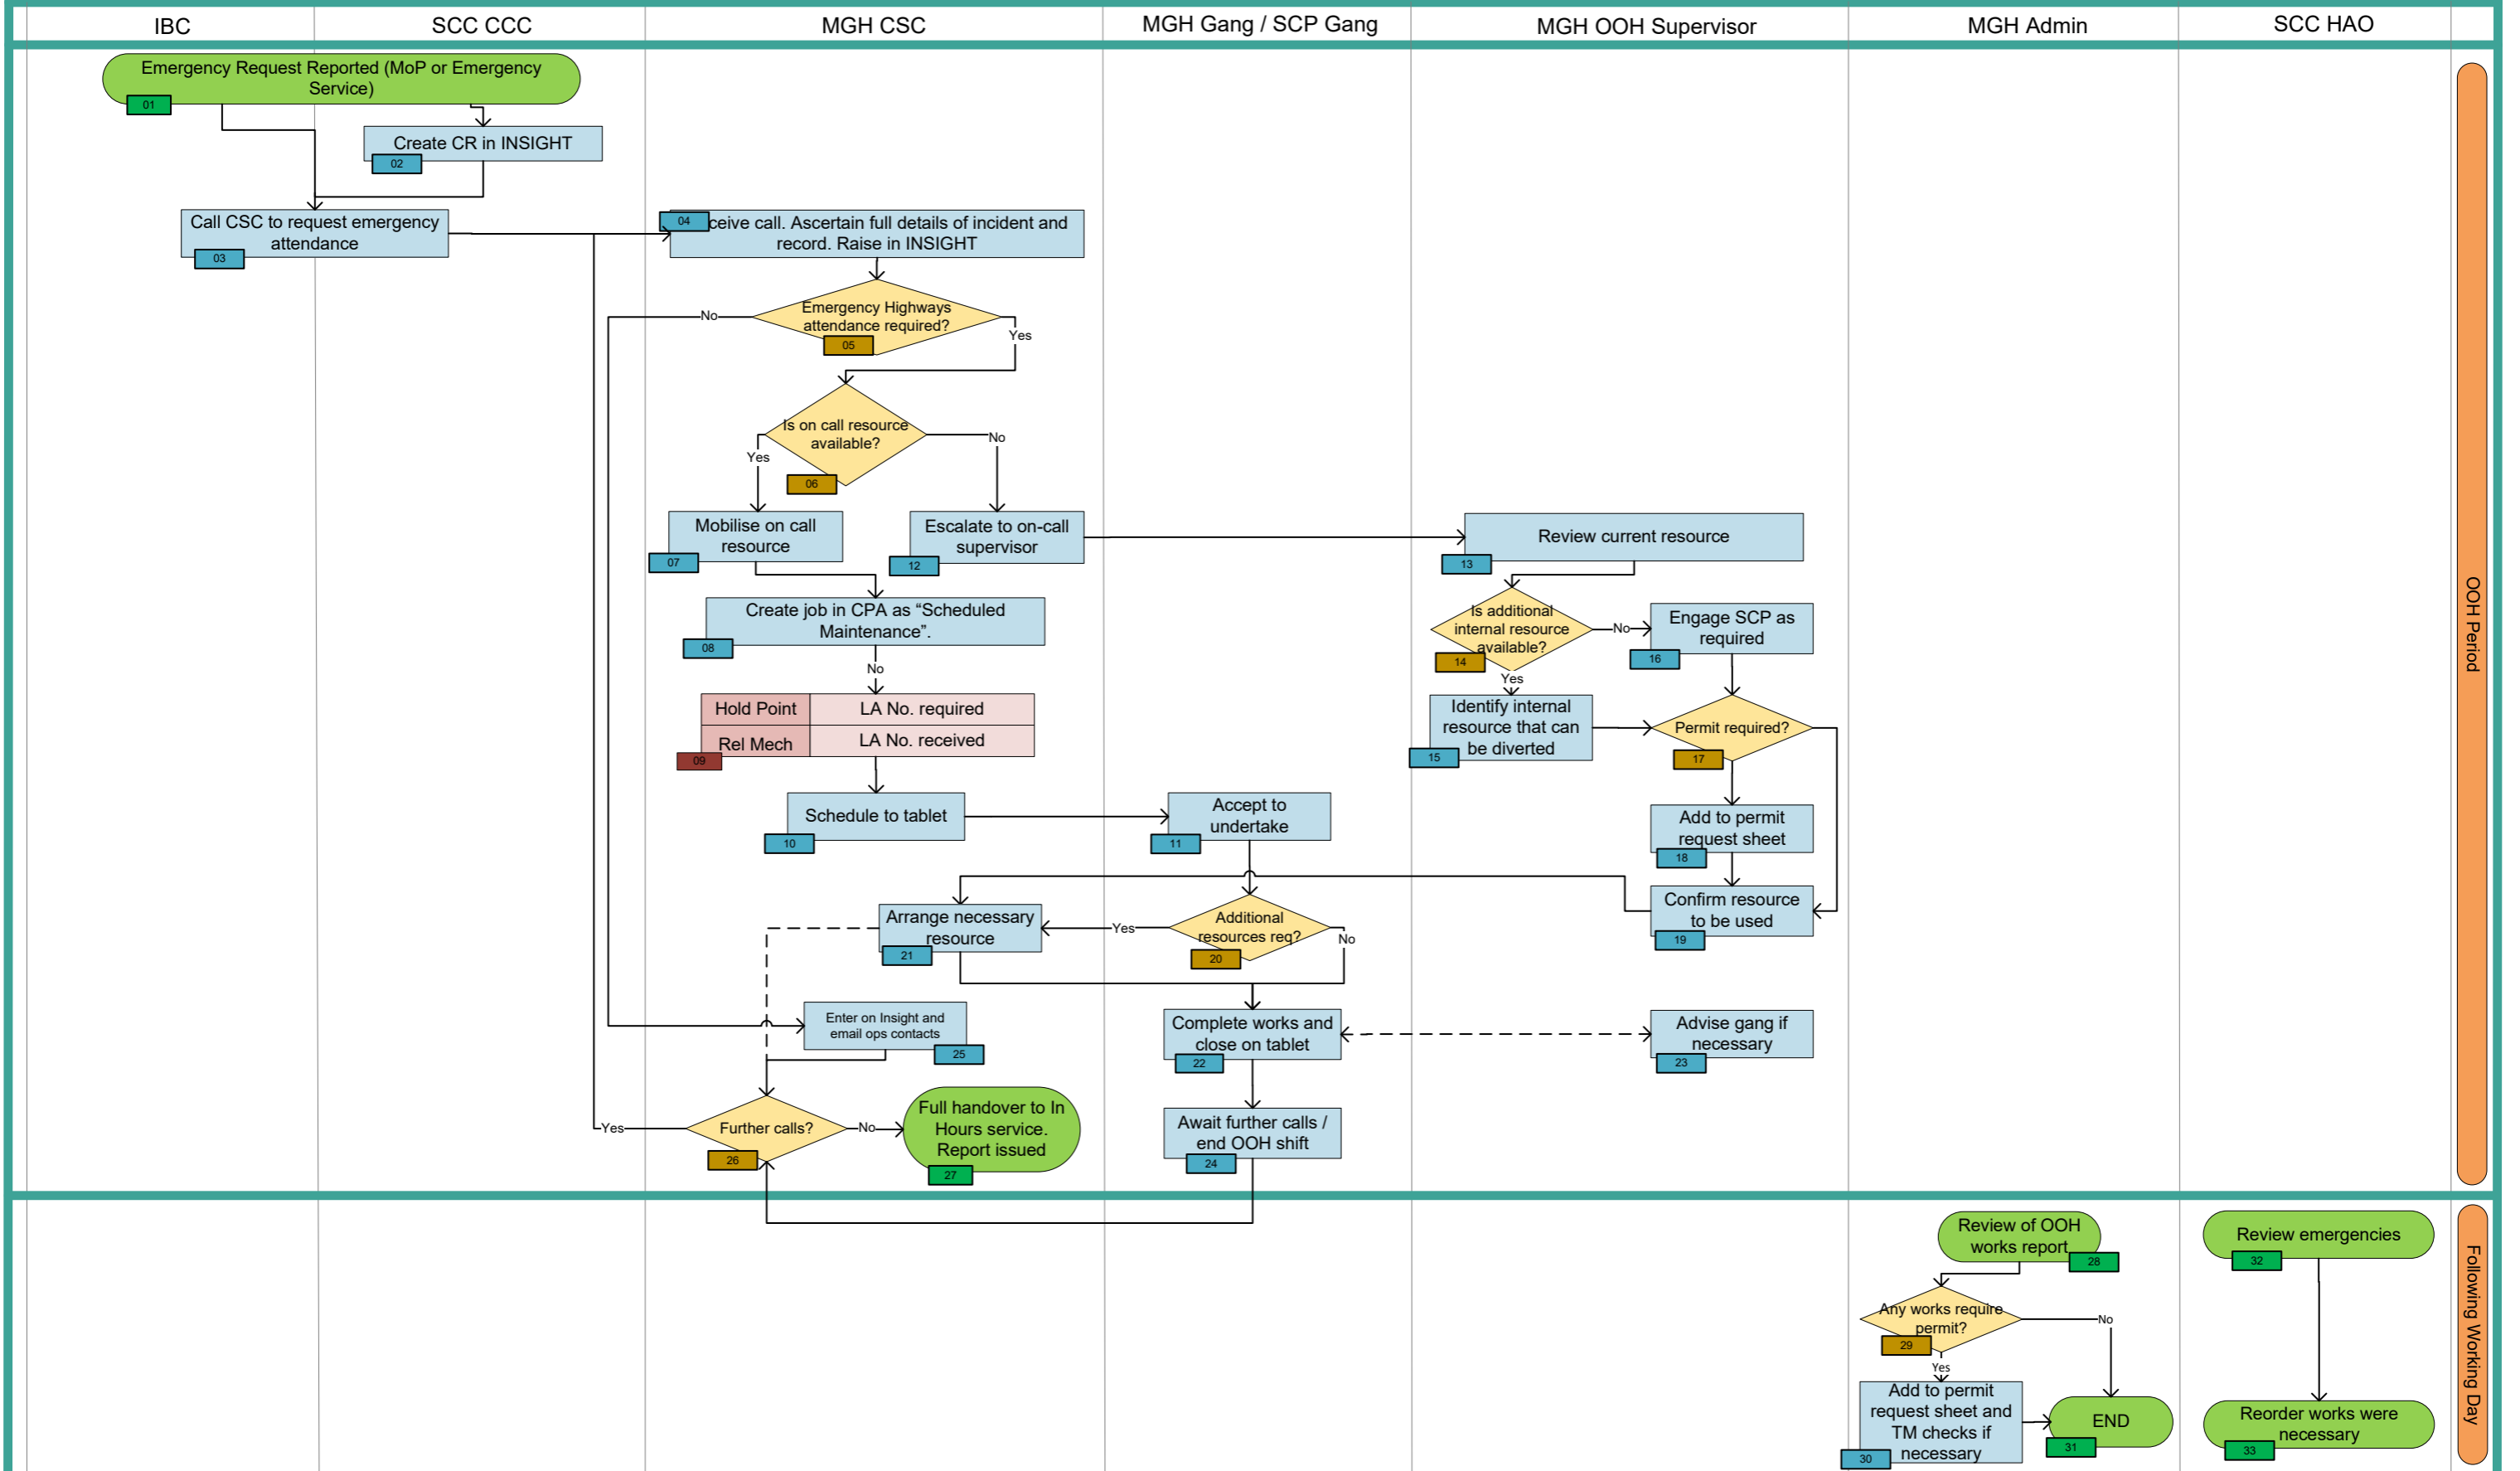 IBC
SCC CCC
MGH CSC
MGH Gang / SCP Gang
MGH OOH Supervisor
MGH Admin
SCC HAO
Emergency Request Reported (MoP or Emergency
Service)
01
Create CR in INSIGHT
02
Call CSC to request emergency
attendance
03
04
ceive call. Ascertain full details of incident and
record. Raise in INSIGHT
Emergency Highways
attendance required?
05
No
Yes
Is on call resource
available?
06
Yes
No
Mobilise on call
resource
07
Escalate to on-call
supervisor
12
Review current resource
13
Create job in CPA as “Scheduled
Maintenance”.
08
No
Is additional
internal resource
available?
14
No
Yes
Engage SCP as
required
16
Hold Point
LA No. required
Rel Mech
LA No. received
09
Identify internal
resource that can
be diverted
15
Permit required?
17
Schedule to tablet
10
Accept to
undertake
11
Add to permit
request sheet
18
Arrange necessary
resource
21
Yes
Additional
resources req?
20
No
Confirm resource
to be used
19
Enter on Insight and
email ops contacts
25
Complete works and
close on tablet
22
Advise gang if
necessary
23
Yes
Further calls?
26
No
Full handover to In
Hours service.
Report issued
27
Await further calls /
end OOH shift
24
OOH Period
Review of OOH
works report
28
Any works require
permit?
29
No
Yes
Add to permit
request sheet and
TM checks if
necessary
30
END
31
Review emergencies
32
Reorder works were
necessary
33
Following Working Day